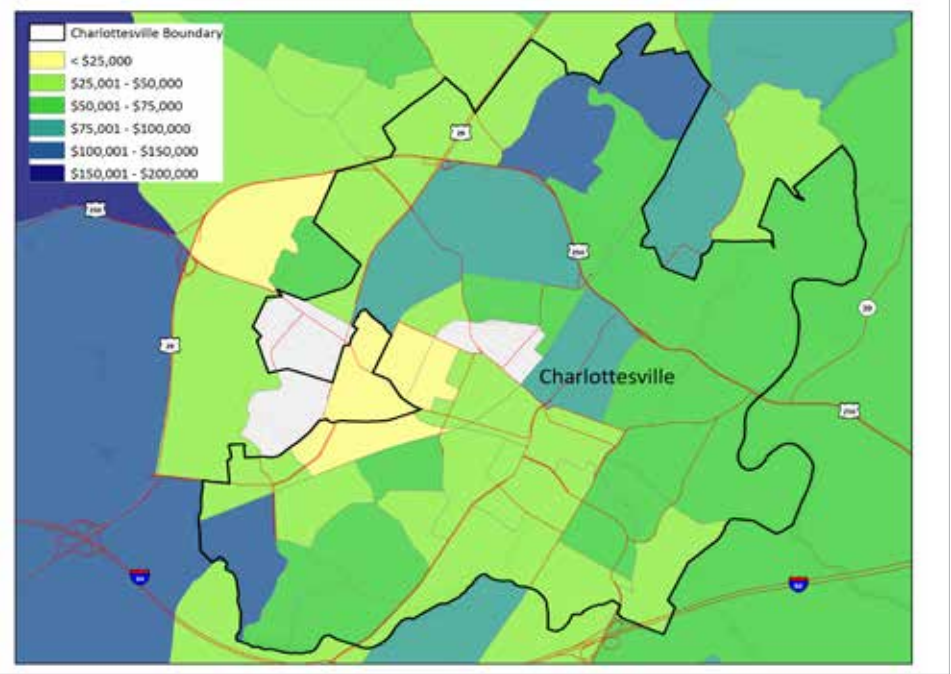 Charlottesville Boundary
< $25,000
$25,001 - $50,000
$50,001 - $75,000
$75,001 - $100,000
$100,001 - $150,000
$150,001 - $200,000
29
250
250
20
29
Charlottesville
250
64
64